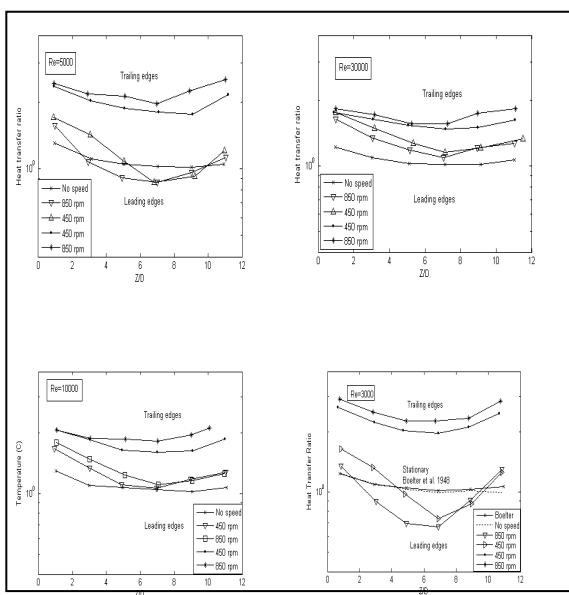 Re=5000
Trailing edges
Heat transfer ratio
10⁰
Leading edges
No speed
850 rpm
450 rpm
450 rpm
850 rpm
0 2 4 6 8 10 12
Z/D
Re=30000
Trailing edges
Heat transfer ratio
10⁰
Leading edges
No speed
850 rpm
450 rpm
450 rpm
850 rpm
0 2 4 6 8 10 12
Z/D
Re=10000
Trailing edges
Temperature (C)
10⁰
Leading edges
No speed
450 rpm
850 rpm
450 rpm
850 rpm
0 2 4 6 8 10 12
Z/D
Re=3000
Trailing edges
Heat Transfer Ratio
Stationary
Boelter et al. 1948
10⁰
Leading edges
Boelter
No speed
850 rpm
450 rpm
450 rpm
850 rpm
0 2 4 6 8 10 12
Z/D